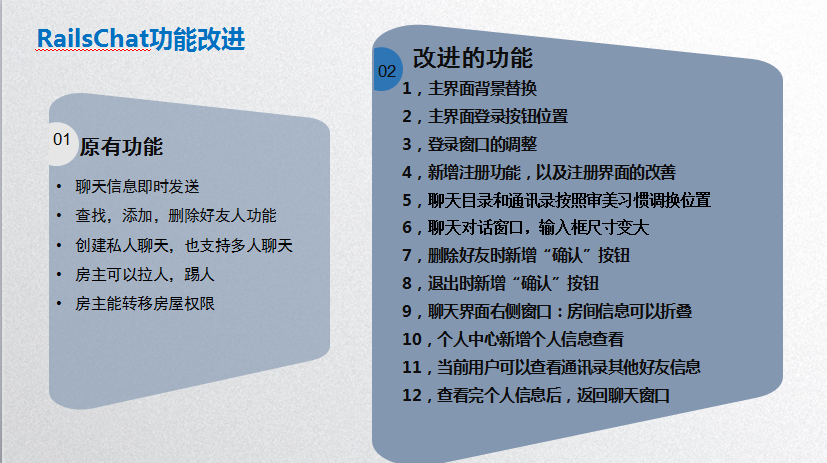 RailsChat功能改进
01
原有功能
• 聊天信息即时发送
• 查找，添加，删除好友人功能
• 创建私人聊天，也支持多人聊天
• 房主可以拉人，踢人
• 房主能转移房屋权限
02
改进的功能
1，主界面背景替换
2，主界面登录按钮位置
3，登录窗口的调整
4，新增注册功能，以及注册界面的改善
5，聊天目录和通讯录按照审美习惯调换位置
6，聊天对话窗口，输入框尺寸变大
7，删除好友时新增“确认”按钮
8，退出时新增“确认”按钮
9，聊天界面右侧窗口：房间信息可以折叠
10，个人中心新增个人信息查看
11，当前用户可以查看通讯录其他好友信息
12，查看完个人信息后，返回聊天窗口